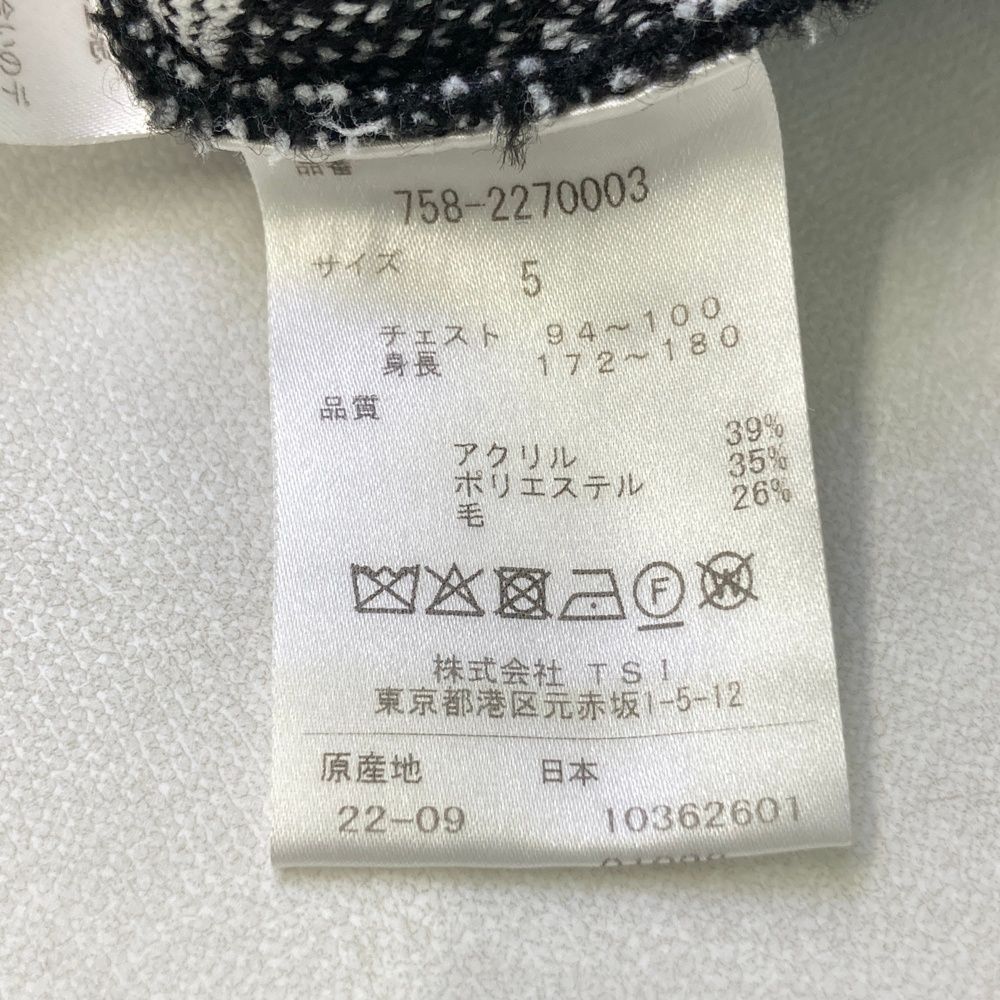 品番
758-2270003
サイズ 5
チェスト 94～100
身長 172～180
品質
アクリル 39%
ポリエステル 35%
毛 26%
F
W
株式会社 TSI
東京都港区元赤坂1-5-12
原産地 日本
22-09 10362601